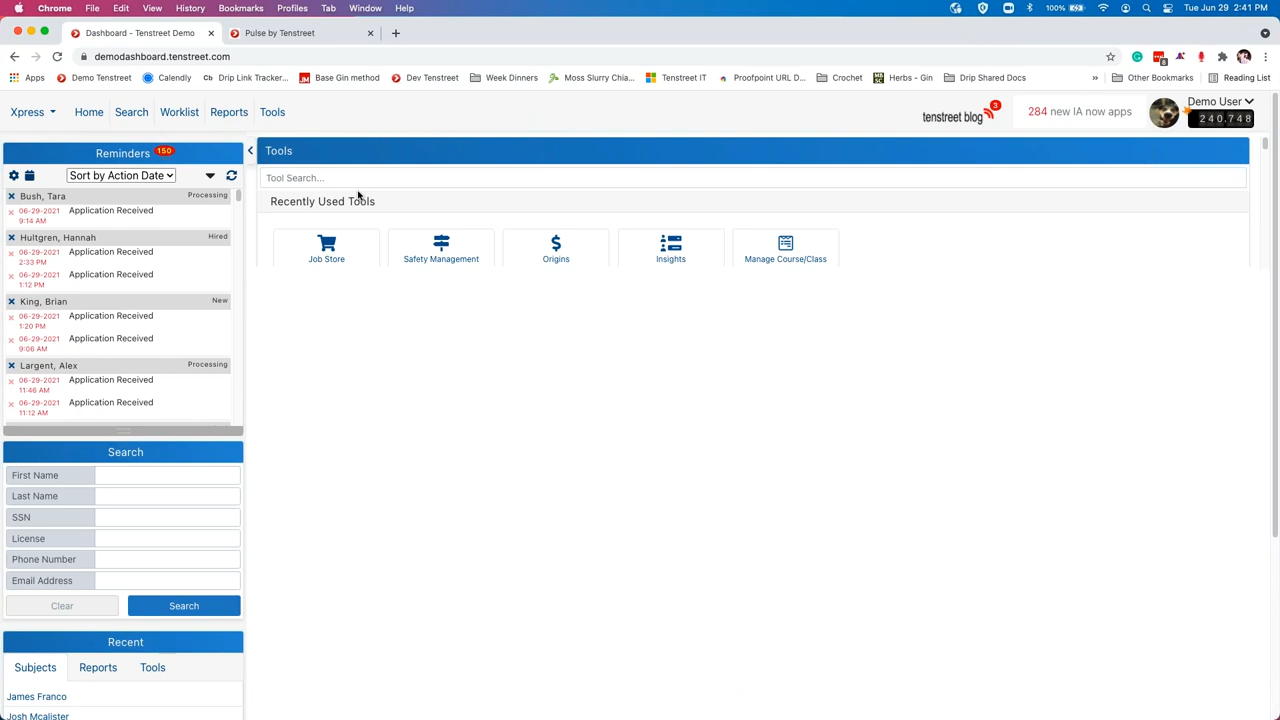 Chrome File Edit View History Bookmarks Profiles Tab Window Help 100% Tue Jun 29 2:41 PM
Dashboard - Tenstreet Demo Pulse by Tenstreet
demodashboard.tenstreet.com 8
Apps Demo Tenstreet Calendly Cb Drip Link Tracker... Base Gin method Dev Tenstreet Week Dinners Moss Slurry Chia... Tenstreet IT Proofpoint URL D... Crochet Herbs - Gin Drip Shared Docs » Other Bookmarks Reading List
Xpress Home Search Worklist Reports Tools tenstreet blog 3 284 new IA now apps Demo User
240,748
Reminders 150
Sort by Action Date
Bush, Tara Processing
06-29-2021 Application Received
9:14 AM
Hultgren, Hannah Hired
06-29-2021 Application Received
2:33 PM
06-29-2021 Application Received
1:12 PM
King, Brian New
06-29-2021 Application Received
1:20 PM
06-29-2021 Application Received
9:06 AM
Largent, Alex Processing
06-29-2021 Application Received
11:46 AM
06-29-2021 Application Received
11:12 AM
Search
First Name
Last Name
SSN
License
Phone Number
Email Address
Clear Search
Recent
Subjects Reports Tools
James Franco
Josh Mcalister
Tools
Tool Search...
Recently Used Tools
Job Store Safety Management Origins Insights Manage Course/Class